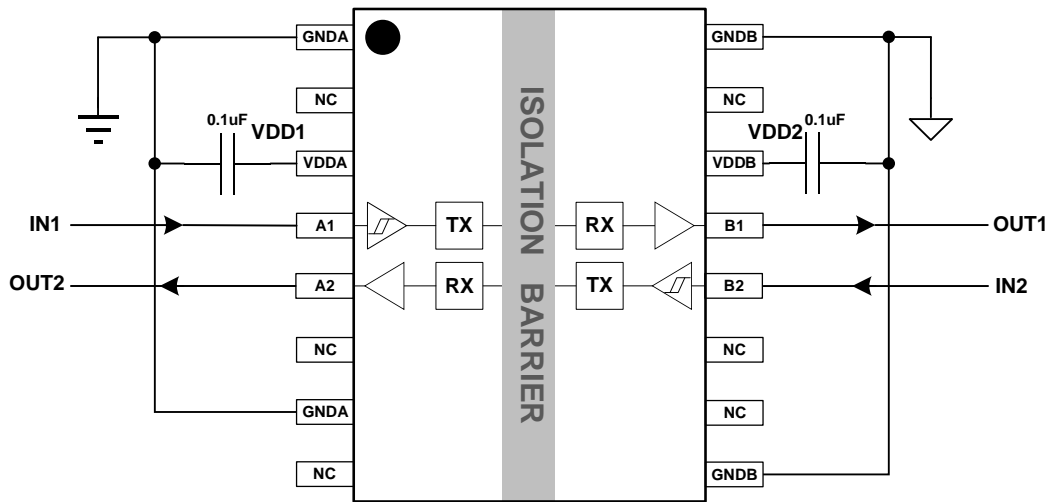 GNDA
GNDB
NC
NC
0.1uF
VDD1
VDD2
0.1uF
VDDA
VDDB
IN1
A1
TX
RX
B1
OUT1
OUT2
A2
RX
TX
B2
IN2
ISOLATION BARRIER
NC
NC
GNDA
NC
NC
GNDB